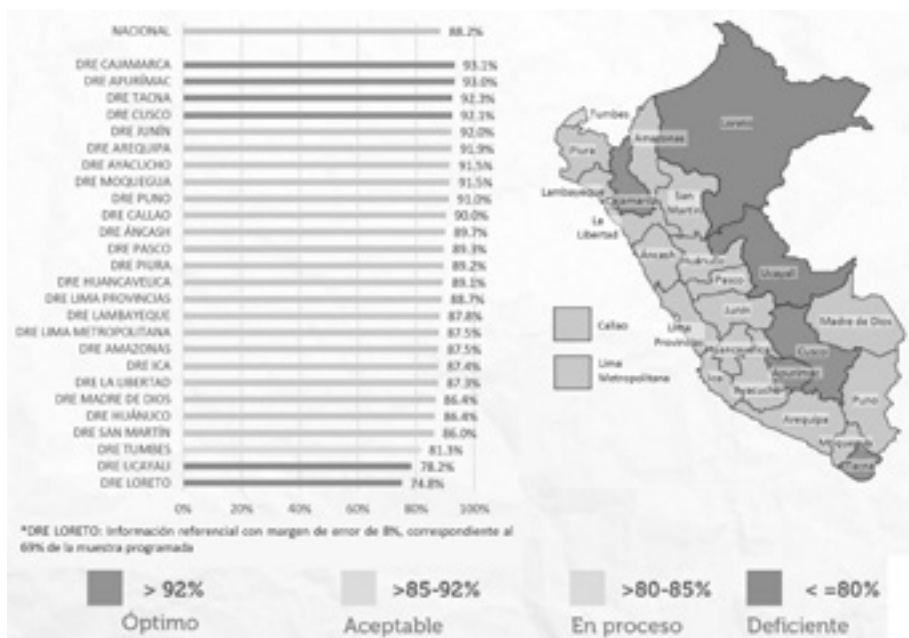 NACIONAL 88.2%
DRE CAJAMARCA 93.1%
DRE APURÍMAC 93.0%
DRE TACNA 92.3%
DRE CUSCO 92.1%
DRE JUNÍN 92.0%
DRE AREQUIPA 91.9%
DRE AYACUCHO 91.5%
DRE MOQUEGUA 91.5%
DRE PUNO 91.0%
DRE CALLAO 90.0%
DRE ÁNCASH 89.7%
DRE PASCO 89.3%
DRE PIURA 89.2%
DRE HUANCAVELICA 89.1%
DRE LIMA PROVINCIAS 88.7%
DRE LAMBAYEQUE 87.8%
DRE LIMA METROPOLITANA 87.5%
DRE AMAZONAS 87.5%
DRE ICA 87.4%
DRE LA LIBERTAD 87.3%
DRE MADRE DE DIOS 86.4%
DRE HUÁNUCO 86.4%
DRE SAN MARTÍN 86.0%
DRE TUMBES 81.3%
DRE UCAYALI 78.2%
DRE LORETO 74.8%
0% 20% 40% 60% 80% 100%
*DRE LORETO: Información referencial con margen de error de 8%, correspondiente al
69% de la muestra programada
Tumbes
Loreto
Amazonas
Piura
Lambayeque
Cajamarca
San
Martín
La
Libertad
Áncash
Huánuco
Ucayali
Pasco
Junín
Madre de Dios
Callao
Lima
Provincias
Cusco
Huancavelica
Lima
Metropolitana
Apurímac
Ica
Ayacucho
Puno
Arequipa
Moquegua
Tacna
> 92% >85-92% >80-85% < =80%
Óptimo Aceptable En proceso Deficiente